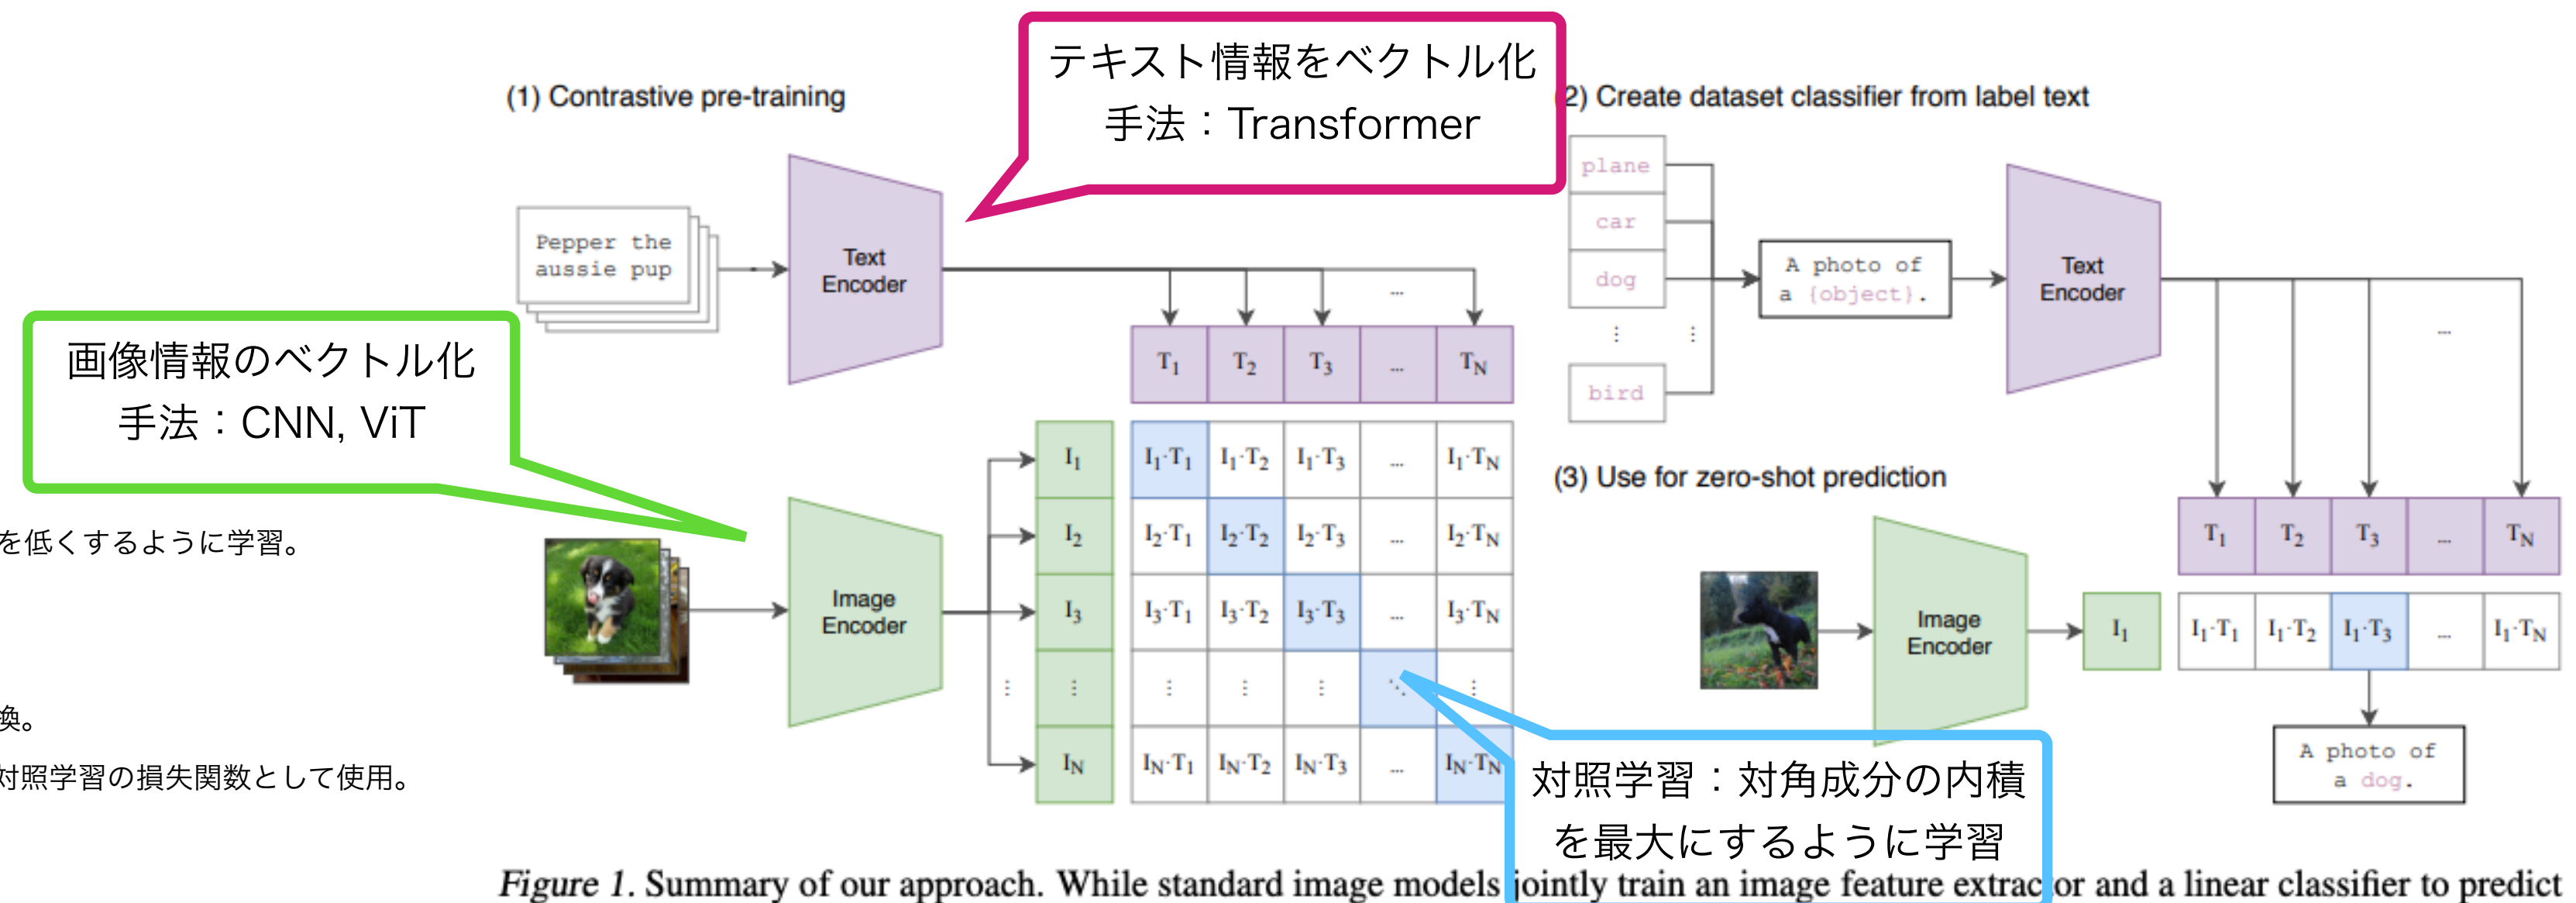 テキスト情報をベクトル化
手法：Transformer
(1) Contrastive pre-training
2) Create dataset classifier from label text
plane
car
dog
⋮ ⋮
bird
Pepper the
aussie pup
Text
Encoder
A photo of
a {object}.
Text
Encoder
...
...
画像情報のベクトル化
手法：CNN, ViT
T1 T2 T3 ... TN
I1 I1·T1 I1·T2 I1·T3 ... I1·TN
I2 I2·T1 I2·T2 I2·T3 ... I2·TN
I3 I3·T1 I3·T2 I3·T3 ... I3·TN
⋮ ⋮ ⋮ ⋮ ⋮ ⋱ ⋮
IN IN·T1 IN·T2 IN·T3 ... IN·TN
Image
Encoder
(3) Use for zero-shot prediction
T1 T2 T3 ... TN
Image
Encoder
I1 I1·T1 I1·T2 I1·T3 ... I1·TN
A photo of
a dog.
を低くするように学習。
換。
対照学習の損失関数として使用。
対照学習：対角成分の内積
を最大にするように学習
Figure 1. Summary of our approach. While standard image models jointly train an image feature extractor and a linear classifier to predict